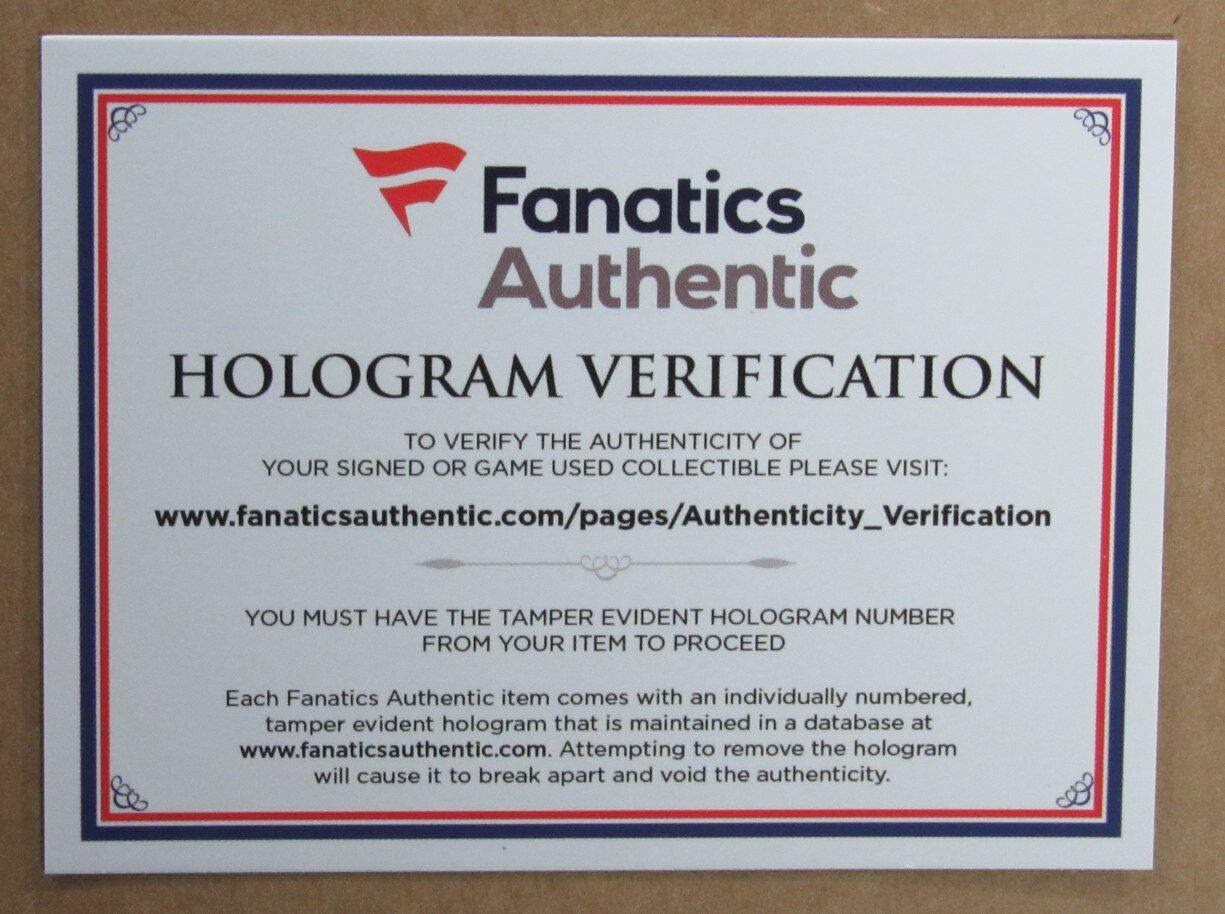 Fanatics
Authentic
HOLOGRAM VERIFICATION
TO VERIFY THE AUTHENTICITY OF
YOUR SIGNED OR GAME USED COLLECTIBLE PLEASE VISIT:
www.fanaticsauthentic.com/pages/Authenticity_Verification
YOU MUST HAVE THE TAMPER EVIDENT HOLOGRAM NUMBER
FROM YOUR ITEM TO PROCEED
Each Fanatics Authentic item comes with an individually numbered,
tamper evident hologram that is maintained in a database at
www.fanaticsauthentic.com. Attempting to remove the hologram
will cause it to break apart and void the authenticity.